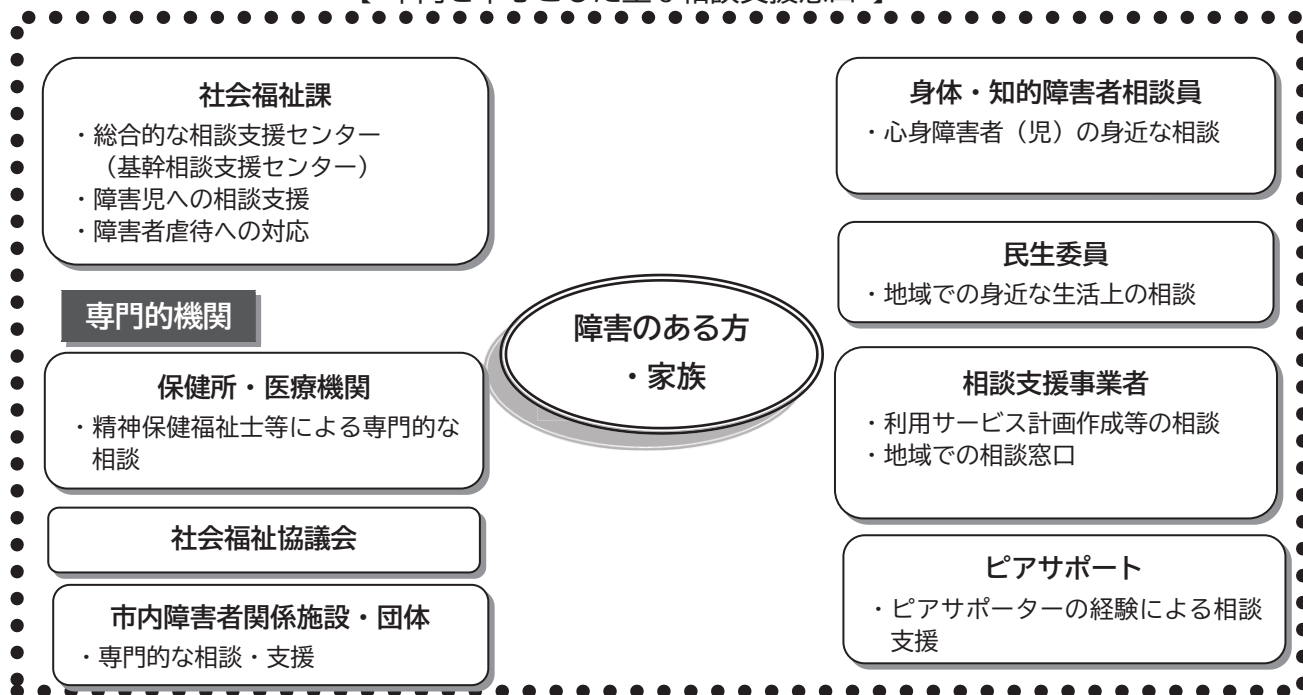 社会福祉課
・総合的な相談支援センター
（基幹相談支援センター）
・障害児への相談支援
・障害者虐待への対応
専門的機関
保健所・医療機関
・精神保健福祉士等による専門的な
相談
社会福祉協議会
市内障害者関係施設・団体
・専門的な相談・支援
障害のある方
・家族
身体・知的障害者相談員
・心身障害者（児）の身近な相談
民生委員
・地域での身近な生活上の相談
相談支援事業者
・利用サービス計画作成等の相談
・地域での相談窓口
ピアサポート
・ピアサポーターの経験による相談
支援